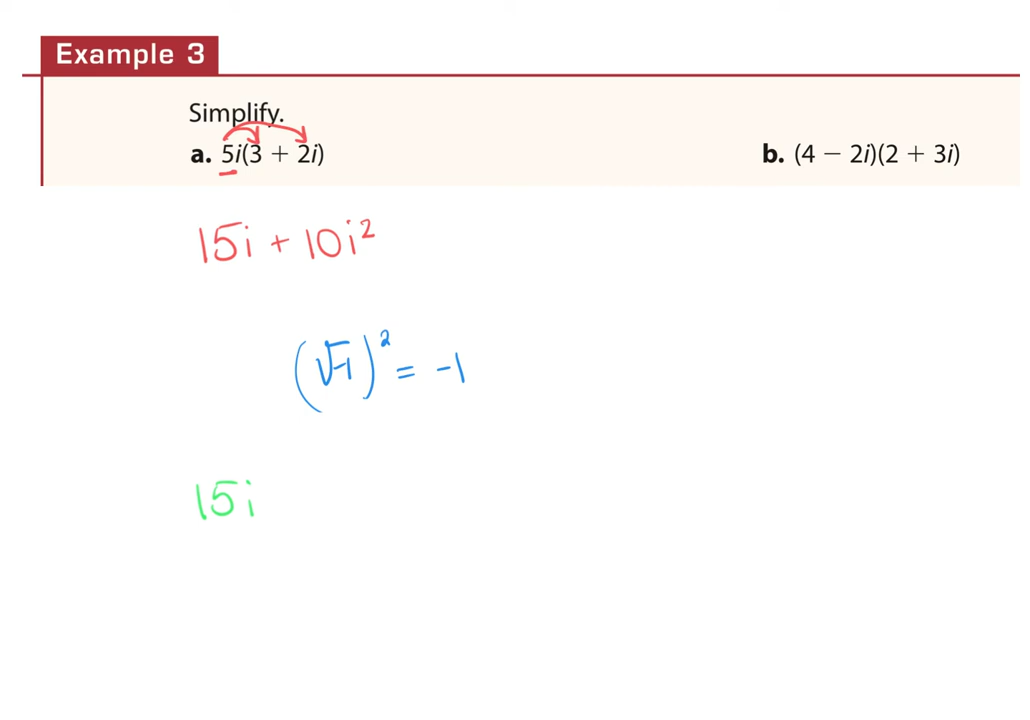 Example 3
Simplify.
a. 5i(3 + 2i)
b. (4 − 2i)(2 + 3i)
15i + 10i²
(√-1)² = -1
15i